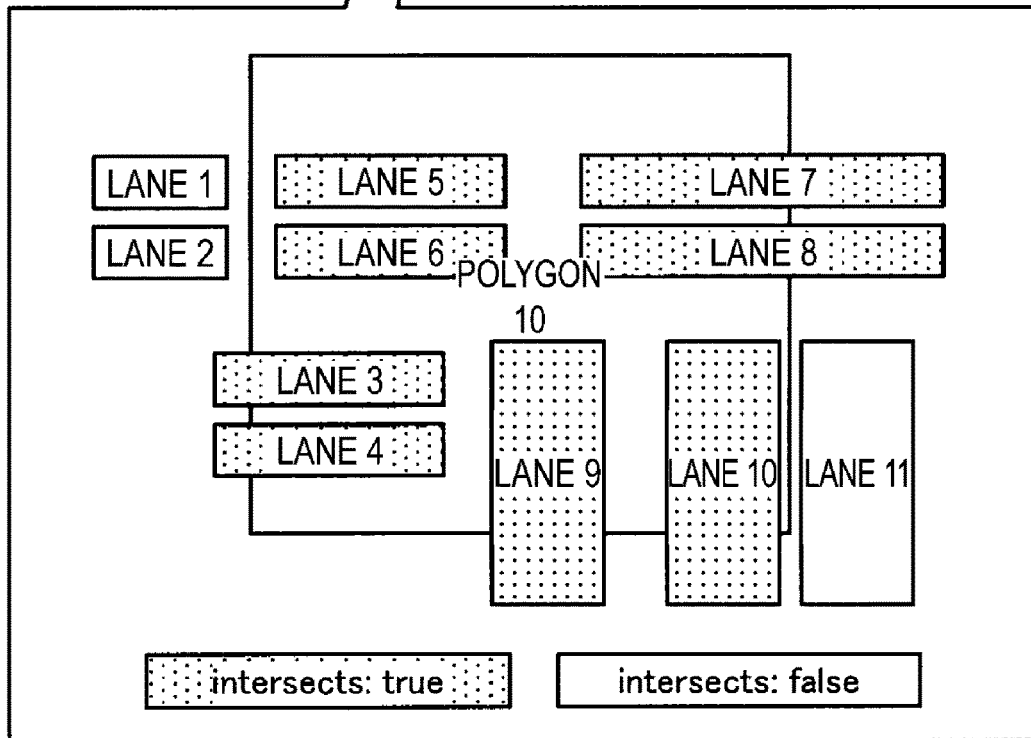 LANE 1
LANE 5
LANE 7
LANE 2
LANE 6
LANE 8
POLYGON
10
LANE 3
LANE 4
LANE 9
LANE 10
LANE 11
intersects: true
intersects: false